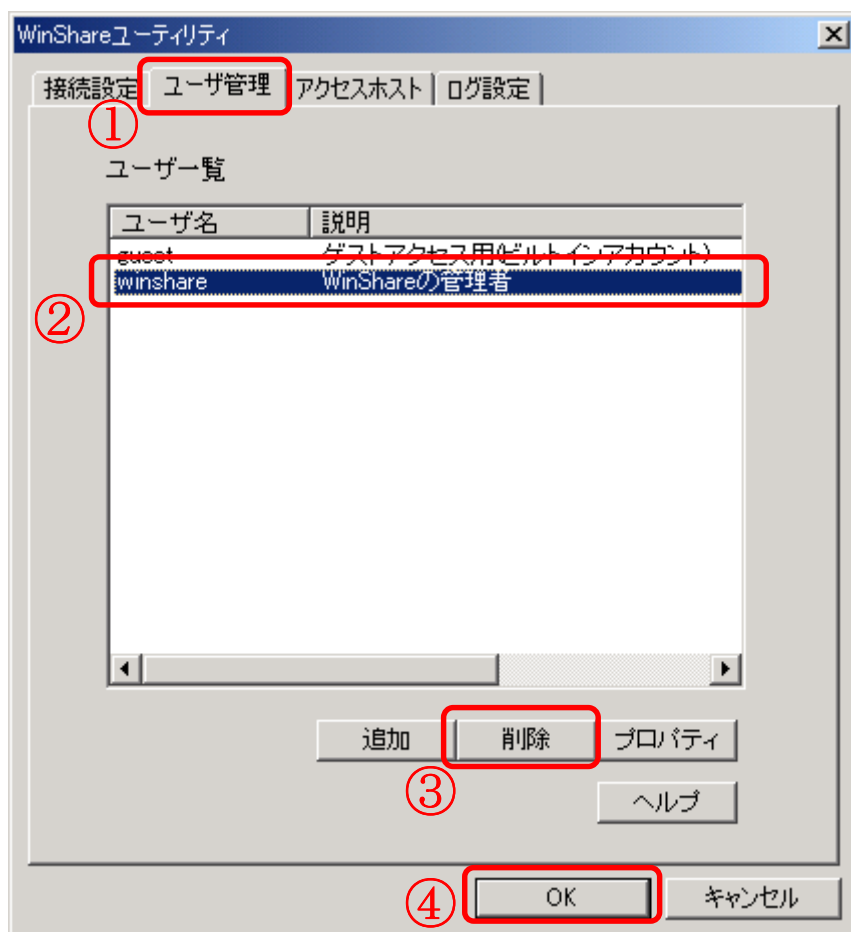 WinShareユーティリティ
接続設定 ユーザ管理 アクセスホスト ログ設定
①
ユーザ一覧
ユーザ名 説明
guest ゲストアクセス用(ビルトインアカウント)
winshare WinShareの管理者
②
追加 削除 プロパティ
③
ヘルプ
④ OK キャンセル